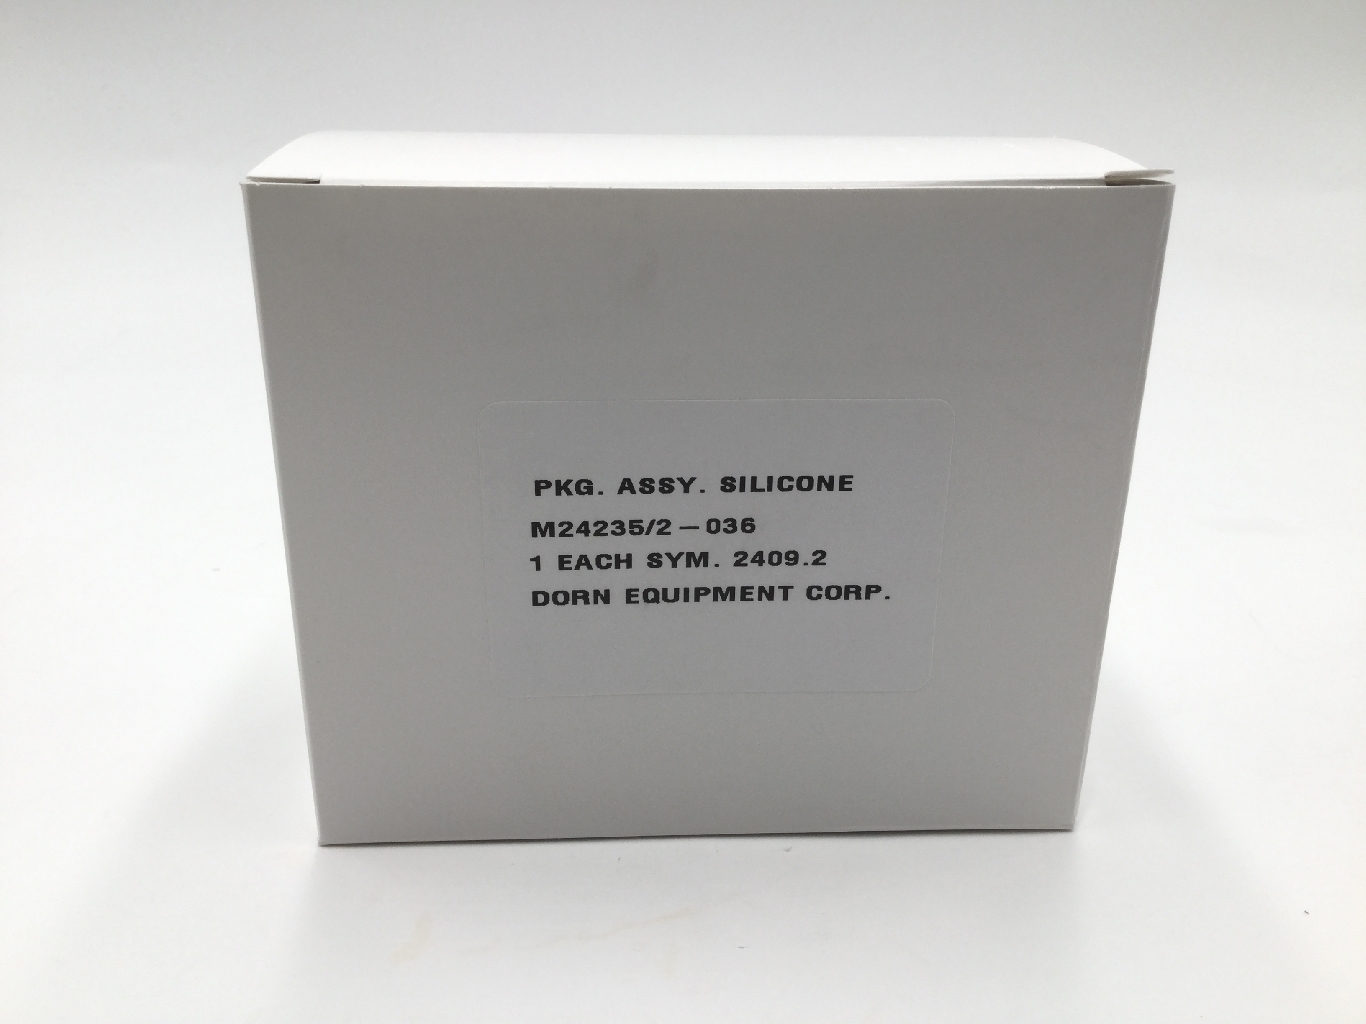 PKG. ASSY. SILICONE
M24235/2 — 036
1 EACH SYM. 2409.2
DORN EQUIPMENT CORP.